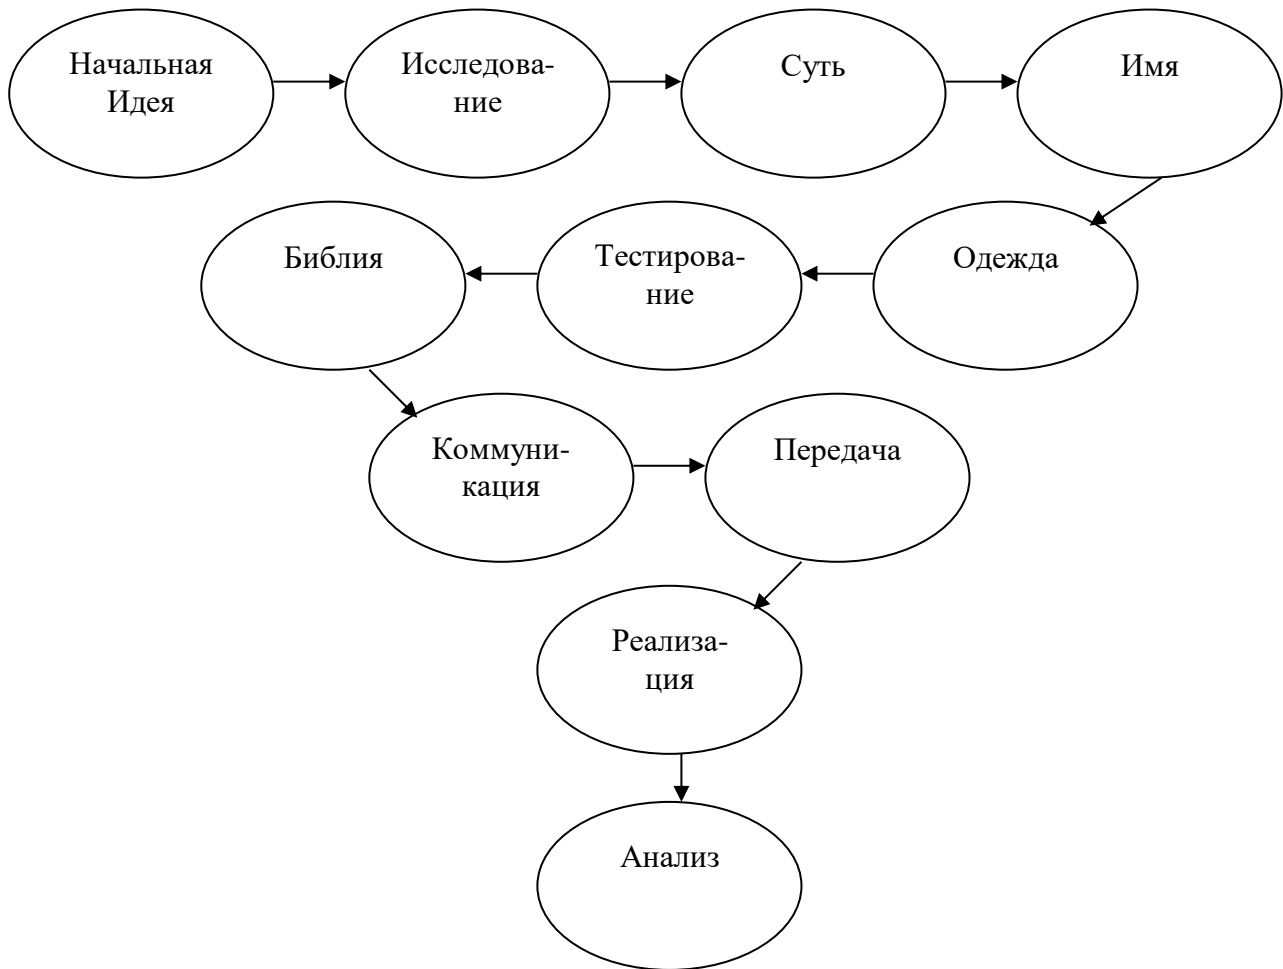 Начальная
Идея
Исследова-
ние
Суть
Имя
Одежда
Тестирова-
ние
Библия
Коммуни-
кация
Передача
Реализа-
ция
Анализ